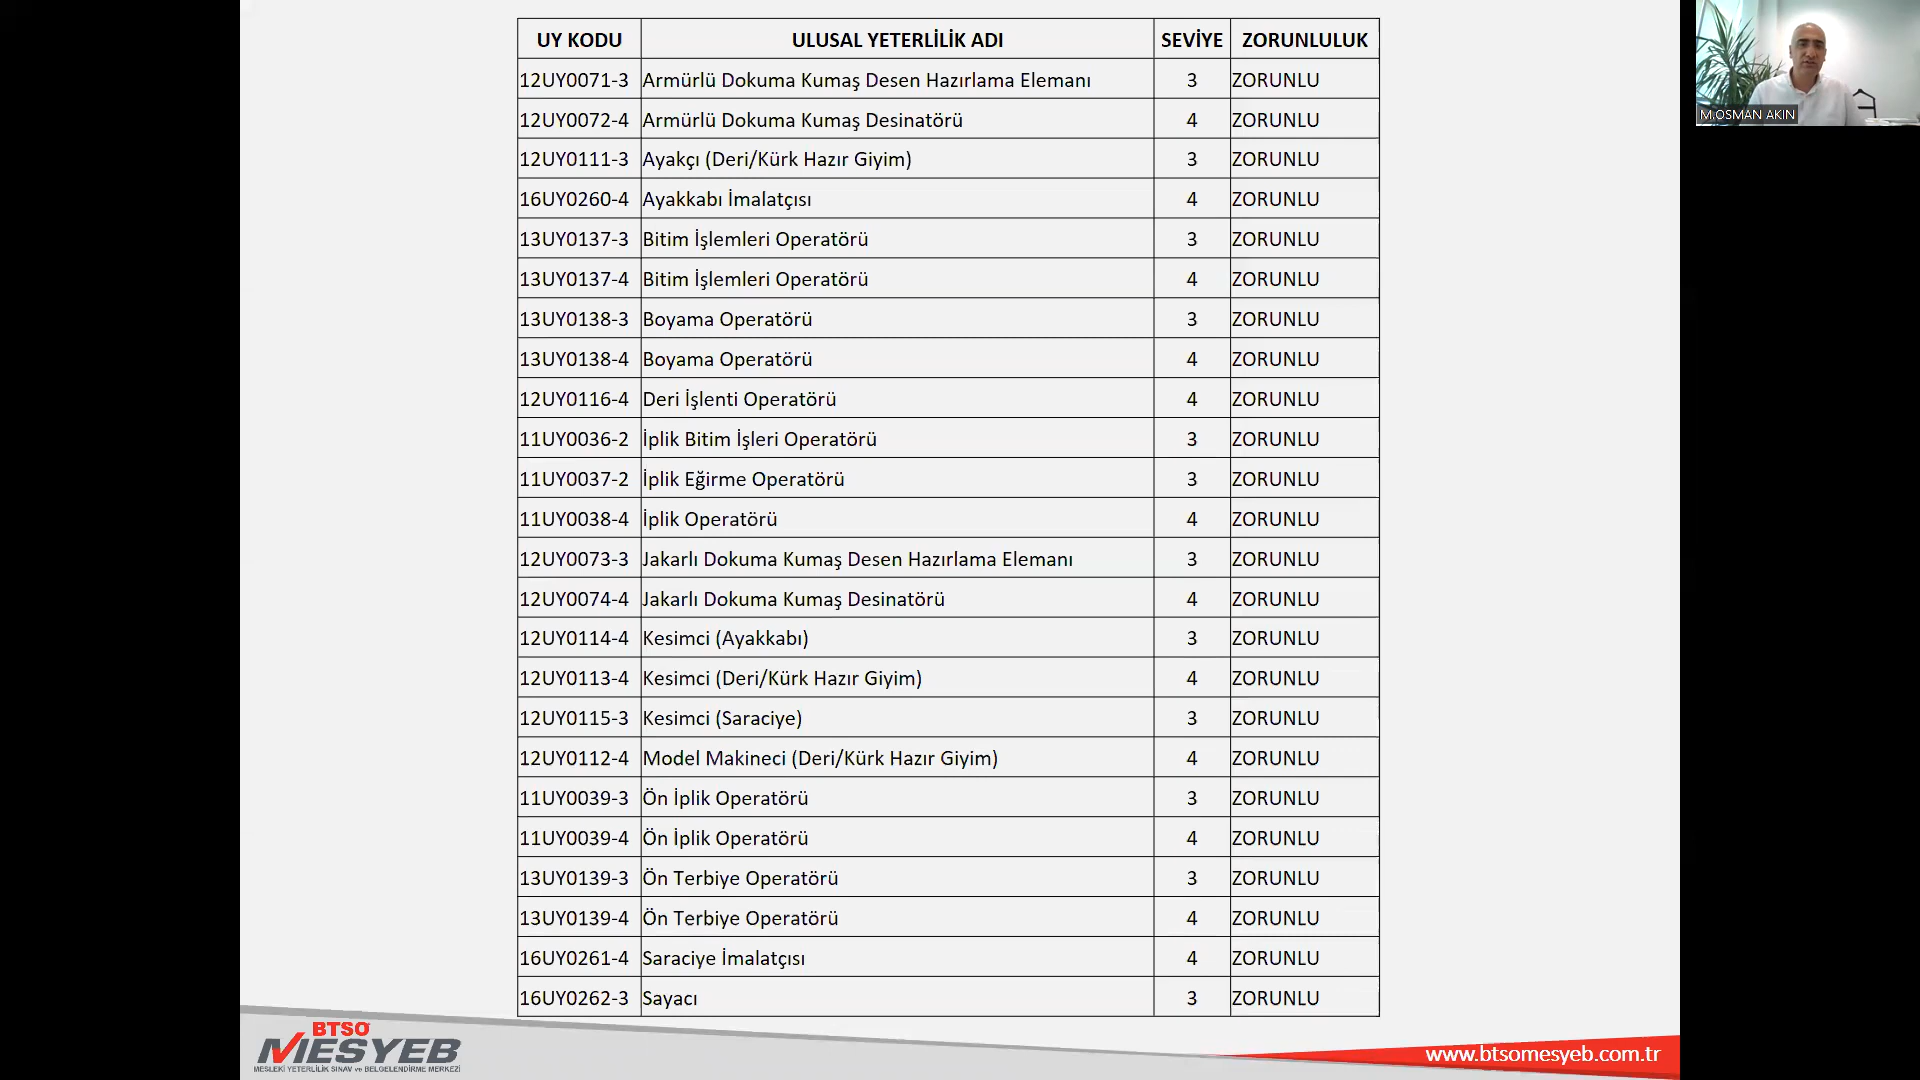 UY KODU ULUSAL YETERLİLİK ADI SEVİYE ZORUNLULUK
12UY0071-3 Armürlü Dokuma Kumaş Desen Hazırlama Elemanı 3 ZORUNLU
12UY0072-4 Armürlü Dokuma Kumaş Desinatörü 4 ZORUNLU
12UY0111-3 Ayakçı (Deri/Kürk Hazır Giyim) 3 ZORUNLU
16UY0260-4 Ayakkabı İmalatçısı 4 ZORUNLU
13UY0137-3 Bitim İşlemleri Operatörü 3 ZORUNLU
13UY0137-4 Bitim İşlemleri Operatörü 4 ZORUNLU
13UY0138-3 Boyama Operatörü 3 ZORUNLU
13UY0138-4 Boyama Operatörü 4 ZORUNLU
12UY0116-4 Deri İşlenti Operatörü 4 ZORUNLU
11UY0036-2 İplik Bitim İşleri Operatörü 3 ZORUNLU
11UY0037-2 İplik Eğirme Operatörü 3 ZORUNLU
11UY0038-4 İplik Operatörü 4 ZORUNLU
12UY0073-3 Jakarlı Dokuma Kumaş Desen Hazırlama Elemanı 3 ZORUNLU
12UY0074-4 Jakarlı Dokuma Kumaş Desinatörü 4 ZORUNLU
12UY0114-4 Kesimci (Ayakkabı) 3 ZORUNLU
12UY0113-4 Kesimci (Deri/Kürk Hazır Giyim) 4 ZORUNLU
12UY0115-3 Kesimci (Saraciye) 3 ZORUNLU
12UY0112-4 Model Makineci (Deri/Kürk Hazır Giyim) 4 ZORUNLU
11UY0039-3 Ön İplik Operatörü 3 ZORUNLU
11UY0039-4 Ön İplik Operatörü 4 ZORUNLU
13UY0139-3 Ön Terbiye Operatörü 3 ZORUNLU
13UY0139-4 Ön Terbiye Operatörü 4 ZORUNLU
16UY0261-4 Saraciye İmalatçısı 4 ZORUNLU
16UY0262-3 Sayacı 3 ZORUNLU
M.OSMAN AKIN
BTSO
MESYEB
MESLEKİ YETERLİLİK SINAV ve BELGELENDİRME MERKEZİ
www.btsomesyeb.com.tr